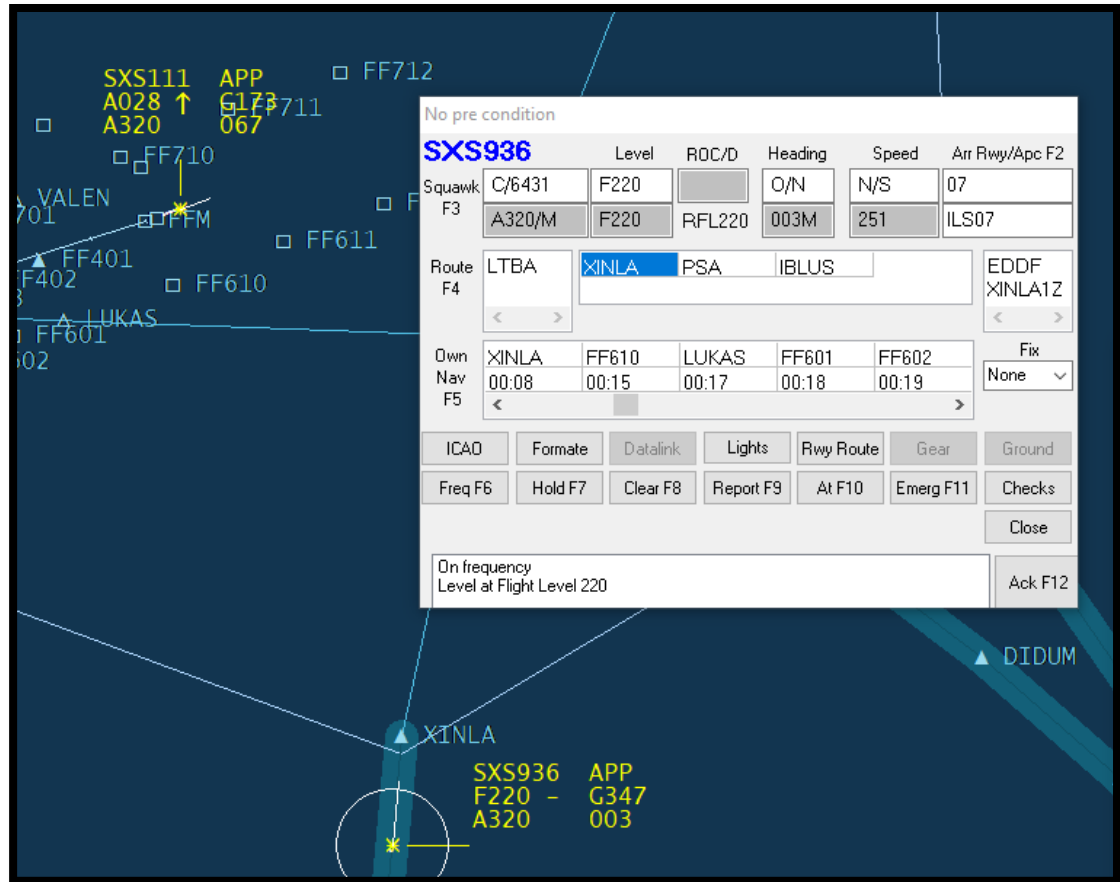 SXS111 APP
A028 ↑ G173
A320 067
FF712
FF711
FF710
VALEN
701
FFM
F
FF401
F402
FF611
FF610
3
LUKAS
FF601
602
No pre condition
SXS936 Level ROC/D Heading Speed Arr Rwy/Apc F2
Squawk F3 C/6431 F220 O/N N/S 07
A320/M F220 RFL220 003M 251 ILS07
Route F4 LTBA XINLA PSA IBLUS EDDF
XINLA1Z
Own Nav F5 XINLA FF610 LUKAS FF601 FF602 Fix
00:08 00:15 00:17 00:18 00:19 None
ICAO Formate Datalink Lights Rwy Route Gear Ground
Freq F6 Hold F7 Clear F8 Report F9 At F10 Emerg F11 Checks
Close
On frequency
Level at Flight Level 220
Ack F12
DIDUM
XINLA
SXS936 APP
F220 - G347
A320 003